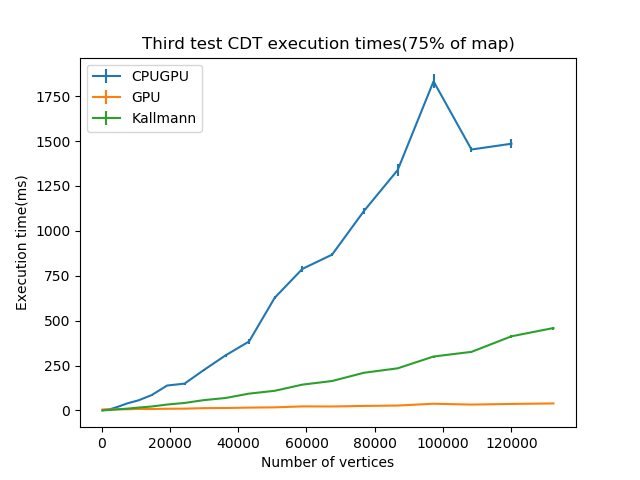 Third test CDT execution times(75% of map)
CPUGPU
GPU
Kallmann
Execution time(ms)
1750
1500
1250
1000
750
500
250
0
0 20000 40000 60000 80000 100000 120000
Number of vertices